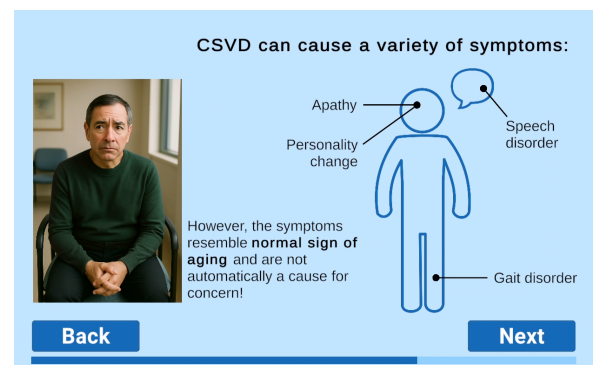 CSVD can cause a variety of symptoms:
Apathy
Personality
change
Speech
disorder
However, the symptoms
resemble normal sign of
aging and are not
automatically a cause for
concern!
Gait disorder
Back
Next